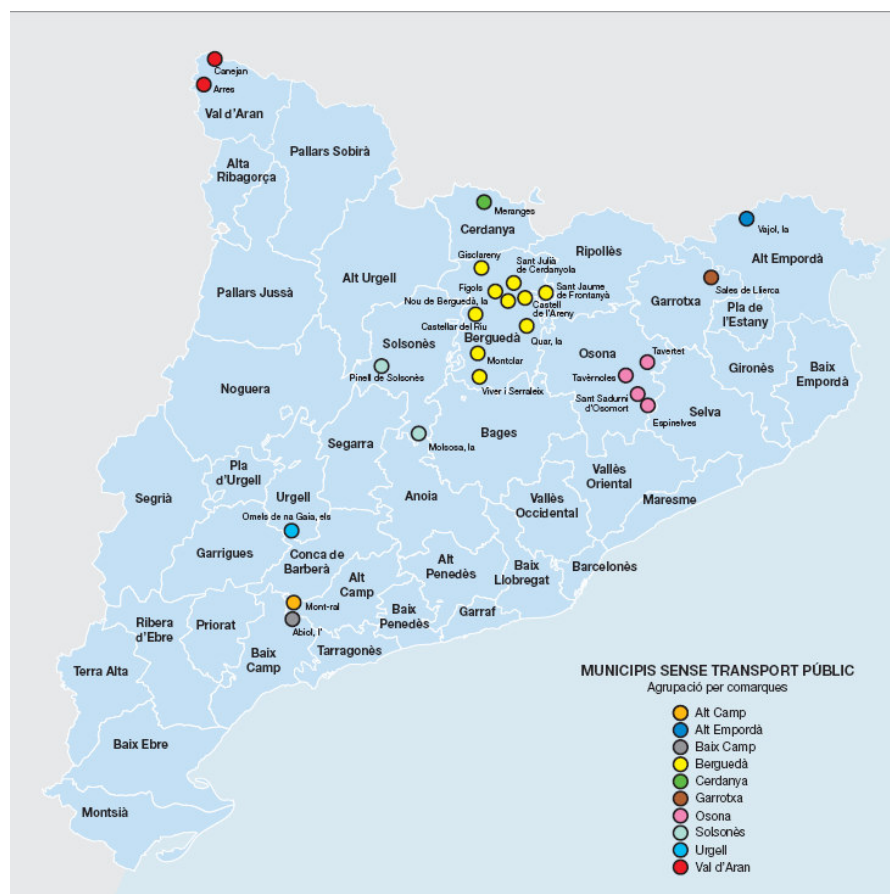 Canejan
Arres
Val d'Aran
Pallars Sobirà
Alta
Ribagorça
Meranges
Cerdanya
Vajol, la
Gisclareny
Sant Julià
de Cerdanyola
Ripollès
Alt Empordà
Alt Urgell
Fígols
Sant Jaume
de Frontanyà
Sales de Llierca
Pallars Jussà
Nou de Berguedà, la
Castell
de l'Areny
Garrotxa
Pla de
l'Estany
Castellar del Riu
Berguedà
Quar, la
Solsonès
Osona
Tavertet
Montclar
Gironès
Baix
Empordà
Pinell de Solsonès
Viver i Serraleix
Tavèrnoles
Noguera
Sant Sadurní
d'Osomort
Selva
Espinelves
Segarra
Molsosa, la
Bages
Pla
d'Urgell
Vallès
Oriental
Segrià
Urgell
Anoia
Vallès
Occidental
Maresme
Omels de na Gaia, els
Garrigues
Conca de
Barberà
Alt
Penedès
Baix
Llobregat
Barcelonès
Alt
Camp
Mont-ral
Baix
Penedès
Garraf
Ribera
d'Ebre
Priorat
Abiol, l'
Baix
Camp
Tarragonès
Terra Alta
Baix Ebre
Montsià
MUNICIPIS SENSE TRANSPORT PÚBLIC
Agrupació per comarques
Alt Camp
Alt Empordà
Baix Camp
Berguedà
Cerdanya
Garrotxa
Osona
Solsonès
Urgell
Val d'Aran